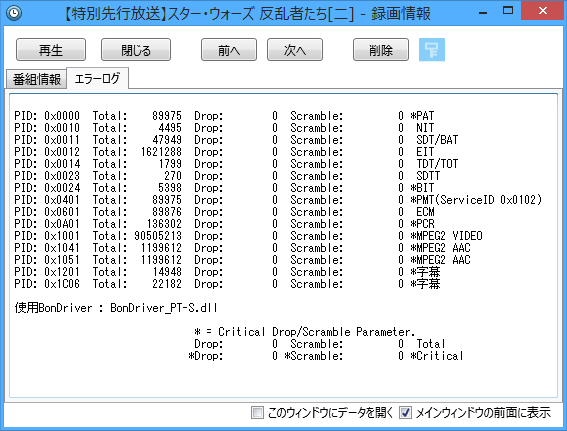 【特別先行放送】スター・ウォーズ 反乱者たち[二] - 録画情報
再生 閉じる 前へ 次へ 削除
番組情報 エラーログ
PID: 0x0000 Total: 89975 Drop: 0 Scramble: 0 *PAT
PID: 0x0010 Total: 4495 Drop: 0 Scramble: 0 NIT
PID: 0x0011 Total: 47949 Drop: 0 Scramble: 0 SDT/BAT
PID: 0x0012 Total: 1621288 Drop: 0 Scramble: 0 EIT
PID: 0x0014 Total: 1799 Drop: 0 Scramble: 0 TDT/TOT
PID: 0x0023 Total: 270 Drop: 0 Scramble: 0 SDTT
PID: 0x0024 Total: 5398 Drop: 0 Scramble: 0 *BIT
PID: 0x0401 Total: 89975 Drop: 0 Scramble: 0 *PMT(ServiceID 0x0102)
PID: 0x0601 Total: 89876 Drop: 0 Scramble: 0 ECM
PID: 0x0A01 Total: 136302 Drop: 0 Scramble: 0 *PCR
PID: 0x1001 Total: 90505213 Drop: 0 Scramble: 0 *MPEG2 VIDEO
PID: 0x1041 Total: 1199612 Drop: 0 Scramble: 0 *MPEG2 AAC
PID: 0x1051 Total: 1199612 Drop: 0 Scramble: 0 *MPEG2 AAC
PID: 0x1201 Total: 14948 Drop: 0 Scramble: 0 *字幕
PID: 0x1C06 Total: 22182 Drop: 0 Scramble: 0 *字幕
使用BonDriver : BonDriver_PT-S.dll
* = Critical Drop/Scramble Parameter.
Drop: 0 Scramble: 0 Total
*Drop: 0 *Scramble: 0 *Critical
このウィンドウにデータを開く メインウィンドウの前面に表示